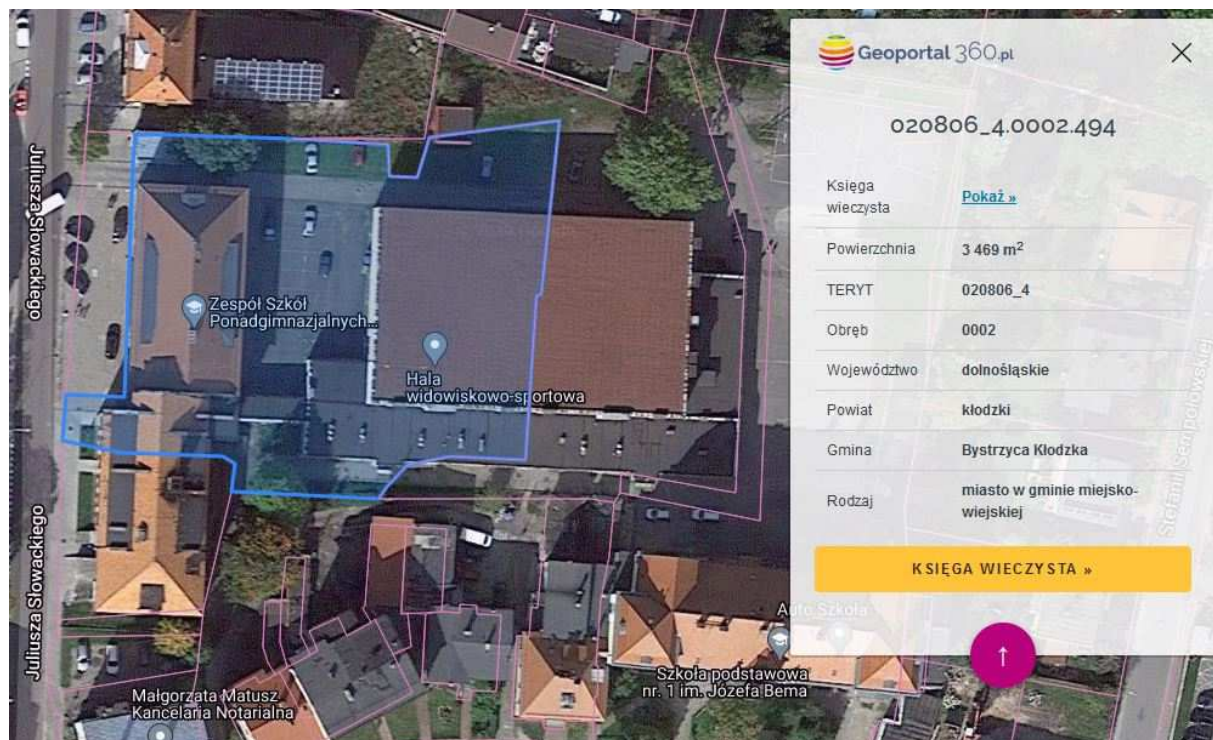 Juliusza Słowackiego
Zespół Szkół
Ponadgimnazjalnych...
Hala
widowiskowo-sportowa
Juliusza Słowackiego
Małgorzata Matusz
Kancelaria Notarialna
Auto Szkoła
Szkoła podstawowa
nr. 1 im. Józefa Bema
Stefanii Sempołowskiej
Geoportal 360.pl
020806_4.0002.494
Księga
wieczysta
Pokaż »
Powierzchnia 3 469 m²
TERYT 020806_4
Obręb 0002
Województwo dolnośląskie
Powiat kłodzki
Gmina Bystrzyca Kłodzka
Rodzaj
miasto w gminie miejsko-
wiejskiej
KSIĘGA WIECZYSTA »